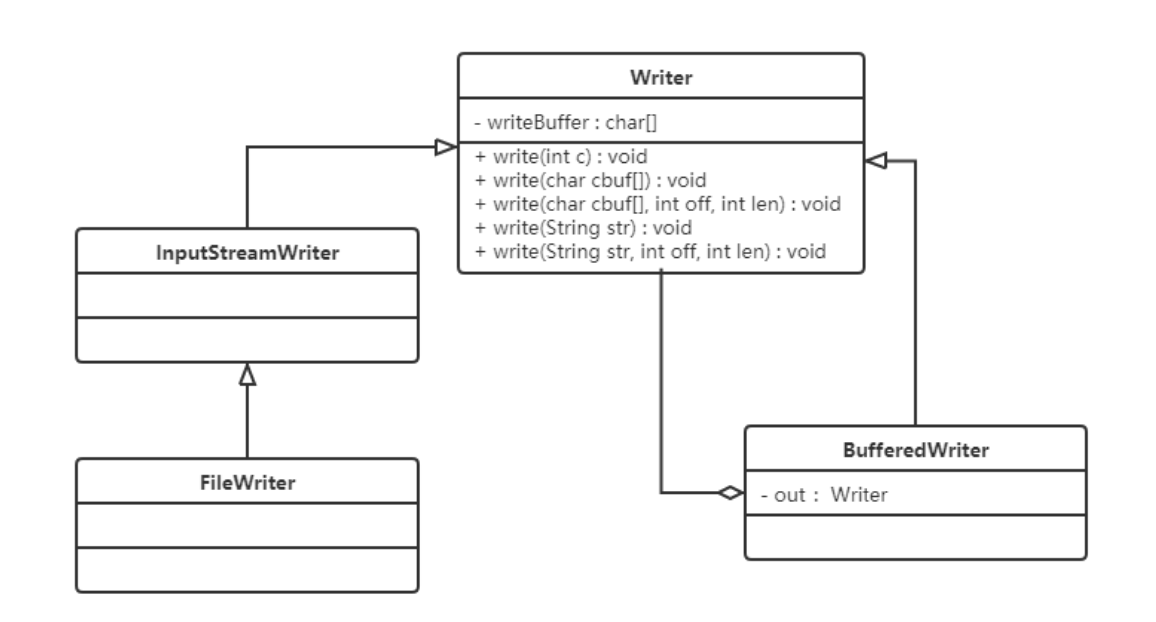 Writer
- writeBuffer : char[]
+ write(int c) : void
+ write(char cbuf[]) : void
+ write(char cbuf[], int off, int len) : void
+ write(String str) : void
+ write(String str, int off, int len) : void
InputStreamWriter
FileWriter
BufferedWriter
- out : Writer